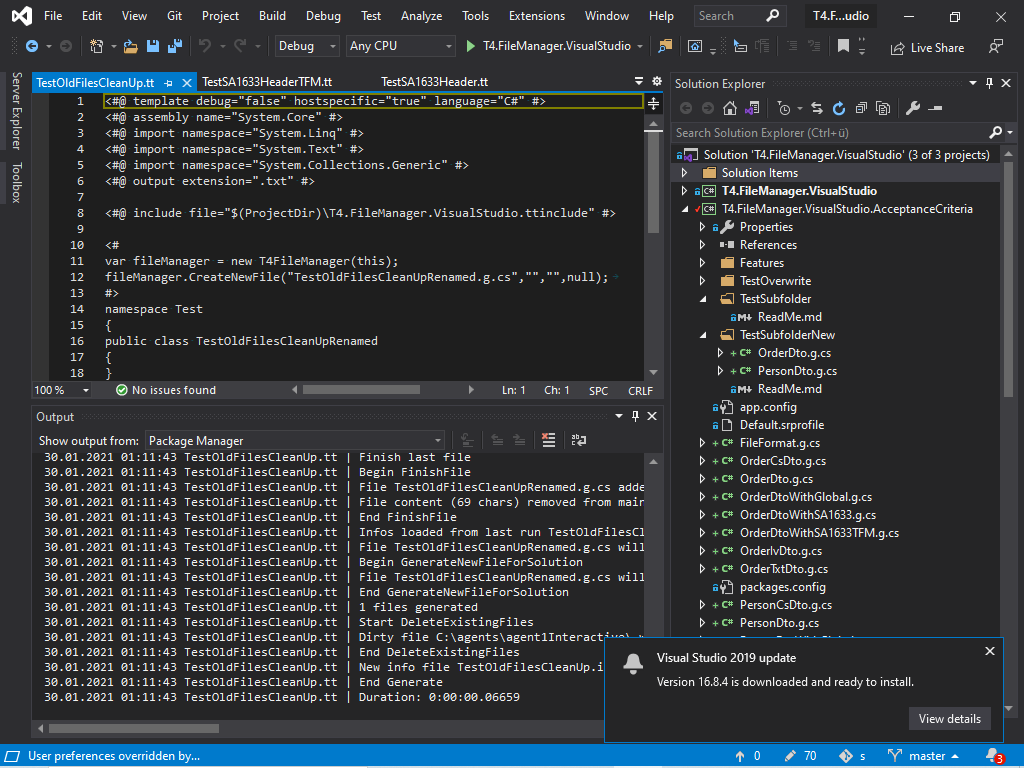 File Edit View Git Project Build Debug Test Analyze Tools Extensions Window Help Search T4.F...udio
Debug Any CPU T4.FileManager.VisualStudio Live Share
Server Explorer
Toolbox
TestOldFilesCleanUp.tt TestSA1633HeaderTFM.tt TestSA1633Header.tt
1 <#@ template debug="false" hostspecific="true" language="C#" #>
2 <#@ assembly name="System.Core" #>
3 <#@ import namespace="System.Linq" #>
4 <#@ import namespace="System.Text" #>
5 <#@ import namespace="System.Collections.Generic" #>
6 <#@ output extension=".txt" #>
7
8 <#@ include file="$(ProjectDir)\T4.FileManager.VisualStudio.ttinclude" #>
9
10 <#
11 var fileManager = new T4FileManager(this);
12 fileManager.CreateNewFile("TestOldFilesCleanUpRenamed.g.cs","","",null);
13 #>
14 namespace Test
15 {
16 public class TestOldFilesCleanUpRenamed
17 {
18 }
100 % No issues found Ln: 1 Ch: 1 SPC CRLF
Output
Show output from: Package Manager
30.01.2021 01:11:43 TestOldFilesCleanUp.tt | Finish last file
30.01.2021 01:11:43 TestOldFilesCleanUp.tt | Begin FinishFile
30.01.2021 01:11:43 TestOldFilesCleanUp.tt | File TestOldFilesCleanUpRenamed.g.cs adde
30.01.2021 01:11:43 TestOldFilesCleanUp.tt | File content (69 chars) removed from main
30.01.2021 01:11:43 TestOldFilesCleanUp.tt | End FinishFile
30.01.2021 01:11:43 TestOldFilesCleanUp.tt | Infos loaded from last run TestOldFilesCl
30.01.2021 01:11:43 TestOldFilesCleanUp.tt | File TestOldFilesCleanUpRenamed.g.cs will
30.01.2021 01:11:43 TestOldFilesCleanUp.tt | Begin GenerateNewFileForSolution
30.01.2021 01:11:43 TestOldFilesCleanUp.tt | File TestOldFilesCleanUpRenamed.g.cs will
30.01.2021 01:11:43 TestOldFilesCleanUp.tt | End GenerateNewFileForSolution
30.01.2021 01:11:43 TestOldFilesCleanUp.tt | 1 files generated
30.01.2021 01:11:43 TestOldFilesCleanUp.tt | Start DeleteExistingFiles
30.01.2021 01:11:43 TestOldFilesCleanUp.tt | Dirty file C:\agents\agent1Interactive\
30.01.2021 01:11:43 TestOldFilesCleanUp.tt | End DeleteExistingFiles
30.01.2021 01:11:43 TestOldFilesCleanUp.tt | New info file TestOldFilesCleanUp.i
30.01.2021 01:11:43 TestOldFilesCleanUp.tt | End Generate
30.01.2021 01:11:43 TestOldFilesCleanUp.tt | Duration: 0:00:00.06659
Solution Explorer
Search Solution Explorer (Ctrl+ü)
Solution 'T4.FileManager.VisualStudio' (3 of 3 projects)
Solution Items
C# T4.FileManager.VisualStudio
C# T4.FileManager.VisualStudio.AcceptanceCriteria
Properties
References
Features
TestOverwrite
TestSubfolder
M+ ReadMe.md
TestSubfolderNew
+ C# OrderDto.g.cs
+ C# PersonDto.g.cs
M+ ReadMe.md
app.config
Default.srprofile
+ C# FileFormat.g.cs
+ C# OrderCsDto.g.cs
+ C# OrderDto.g.cs
+ C# OrderDtoWithGlobal.g.cs
+ C# OrderDtoWithSA1633.g.cs
+ C# OrderDtoWithSA1633TFM.g.cs
+ C# OrderIvDto.g.cs
+ C# OrderTxtDto.g.cs
packages.config
+ C# PersonCsDto.g.cs
+ C# PersonDto.g.cs
Visual Studio 2019 update
Version 16.8.4 is downloaded and ready to install.
View details
User preferences overridden by... 0 70 s master 3